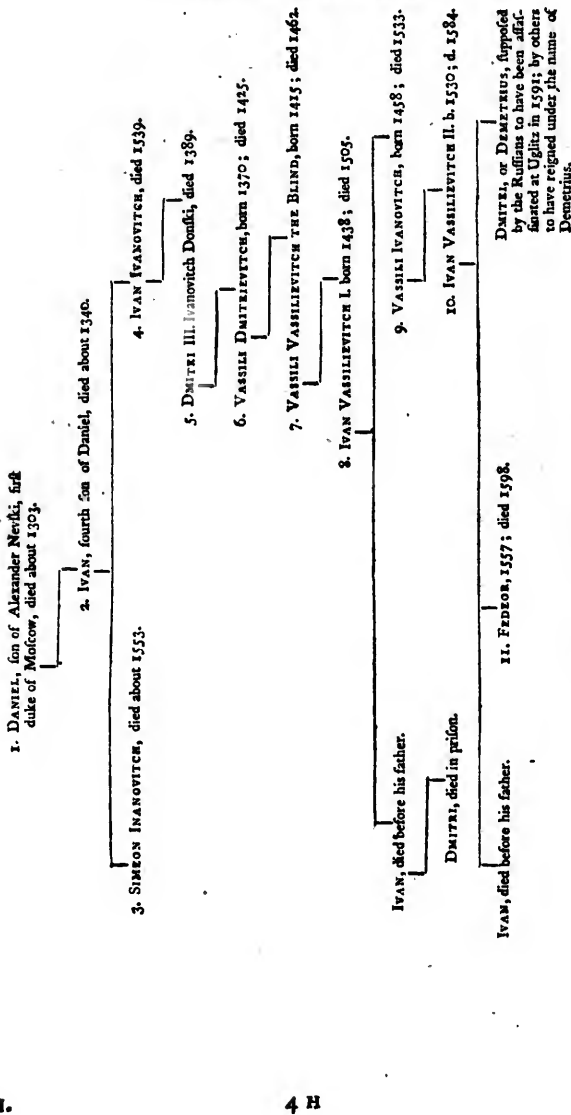 1. DANIEL, ſon of Alexander Nevſki, firſt
duke of Moſcow, died about 1303.
2. IVAN, fourth ſon of Daniel, died about 1340.
3. SIMEON INANOVITCH, died about 1553.
4. IVAN IVANOVITCH, died 1539.
5. DMITRI III. Ivanovitch Donſki, died 1389.
6. VASSILI DMITRIEVITCH, born 1370; died 1425.
7. VASSILI VASSILIEVITCH THE BLIND, born 1415; died 1462.
8. IVAN VASSILIEVITCH I. born 1438; died 1505.
IVAN, died before his father.
9. VASSILI IVANOVITCH, born 1458; died 1533.
DMITRI, died in priſon.
10. IVAN VASSILIEVITCH II. b. 1530; d. 1584.
IVAN, died before his father.
11. FEDEOR, 1557; died 1598.
DMITRI, or DEMETRIUS, ſuppoſed
by the Ruſſians to have been aſſaſ-
ſinated at Uglitz in 1591; by others
to have reigned under the name of
Demetrius.
4 H